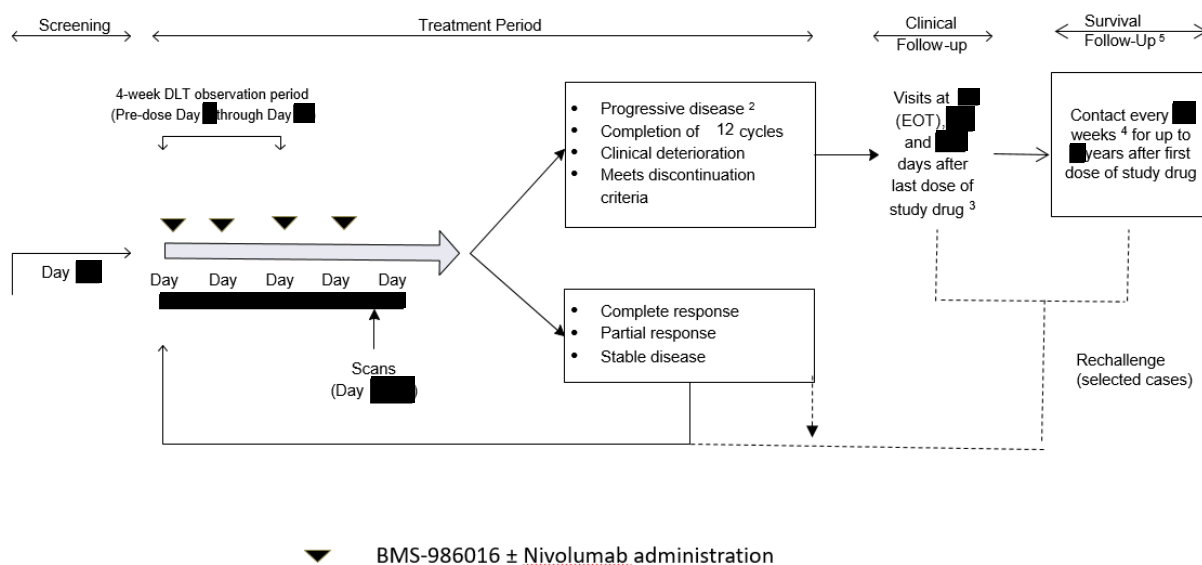 Screening
Treatment Period
Clinical
Follow-up
Survival
Follow-Up 5
4-week DLT observation period
(Pre-dose Day through Day
Day
Day Day Day Day Day
Scans
(Day )
• Progressive disease 2
• Completion of 12 cycles
• Clinical deterioration
• Meets discontinuation
criteria
• Complete response
• Partial response
• Stable disease
Visits at
(EOT),
and
days after
last dose of
study drug 3
Contact every
weeks 4 for up to
years after first
dose of study drug
Rechallenge
(selected cases)
BMS-986016 ± Nivolumab administration